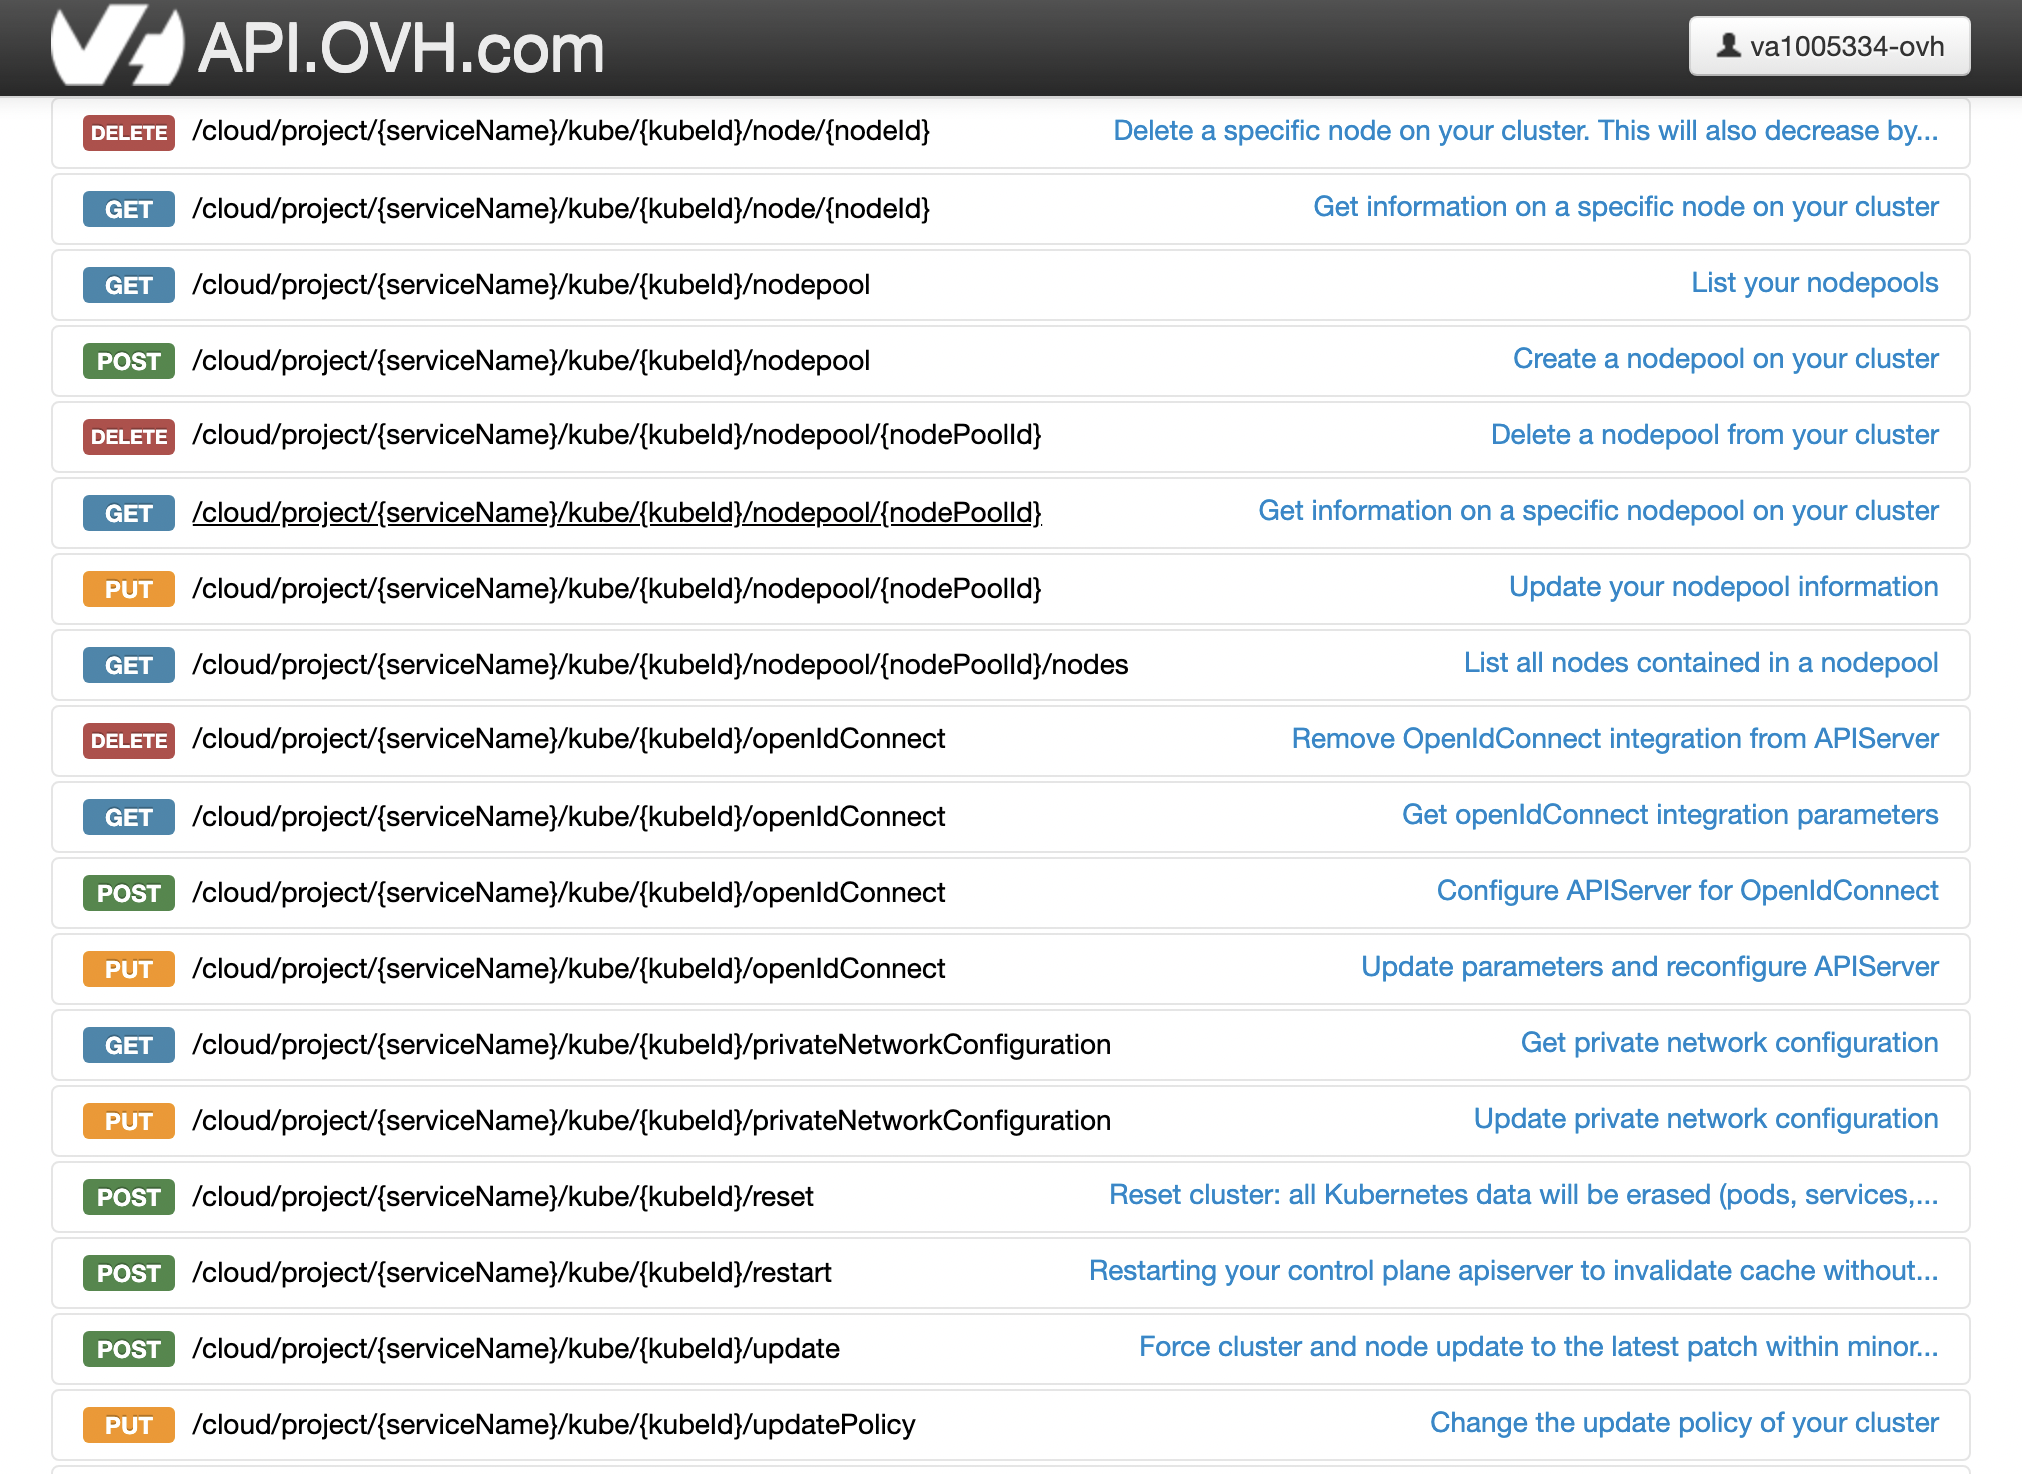 API.OVH.com va1005334-ovh
DELETE /cloud/project/{serviceName}/kube/{kubeId}/node/{nodeId} Delete a specific node on your cluster. This will also decrease by...
GET /cloud/project/{serviceName}/kube/{kubeId}/node/{nodeId} Get information on a specific node on your cluster
GET /cloud/project/{serviceName}/kube/{kubeId}/nodepool List your nodepools
POST /cloud/project/{serviceName}/kube/{kubeId}/nodepool Create a nodepool on your cluster
DELETE /cloud/project/{serviceName}/kube/{kubeId}/nodepool/{nodePoolId} Delete a nodepool from your cluster
GET /cloud/project/{serviceName}/kube/{kubeId}/nodepool/{nodePoolId} Get information on a specific nodepool on your cluster
PUT /cloud/project/{serviceName}/kube/{kubeId}/nodepool/{nodePoolId} Update your nodepool information
GET /cloud/project/{serviceName}/kube/{kubeId}/nodepool/{nodePoolId}/nodes List all nodes contained in a nodepool
DELETE /cloud/project/{serviceName}/kube/{kubeId}/openIdConnect Remove OpenIdConnect integration from APIServer
GET /cloud/project/{serviceName}/kube/{kubeId}/openIdConnect Get openIdConnect integration parameters
POST /cloud/project/{serviceName}/kube/{kubeId}/openIdConnect Configure APIServer for OpenIdConnect
PUT /cloud/project/{serviceName}/kube/{kubeId}/openIdConnect Update parameters and reconfigure APIServer
GET /cloud/project/{serviceName}/kube/{kubeId}/privateNetworkConfiguration Get private network configuration
PUT /cloud/project/{serviceName}/kube/{kubeId}/privateNetworkConfiguration Update private network configuration
POST /cloud/project/{serviceName}/kube/{kubeId}/reset Reset cluster: all Kubernetes data will be erased (pods, services,...
POST /cloud/project/{serviceName}/kube/{kubeId}/restart Restarting your control plane apiserver to invalidate cache without...
POST /cloud/project/{serviceName}/kube/{kubeId}/update Force cluster and node update to the latest patch within minor...
PUT /cloud/project/{serviceName}/kube/{kubeId}/updatePolicy Change the update policy of your cluster